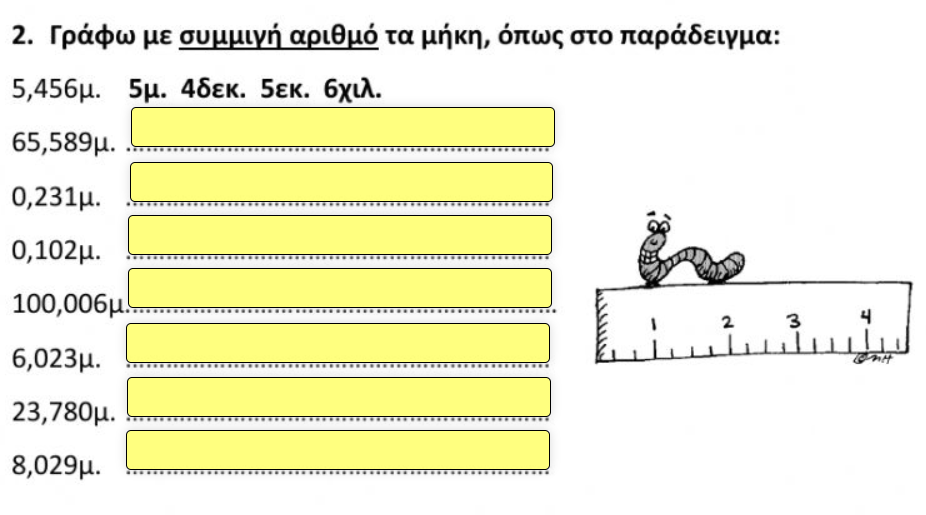 2. Γράφω με συμμιγή αριθμό τα μήκη, όπως στο παράδειγμα:
5,456μ. 5μ. 4δεκ. 5εκ. 6χιλ.
65,589μ.
0,231μ.
0,102μ.
100,006μ.
6,023μ.
23,780μ.
8,029μ.
1 2 3 4